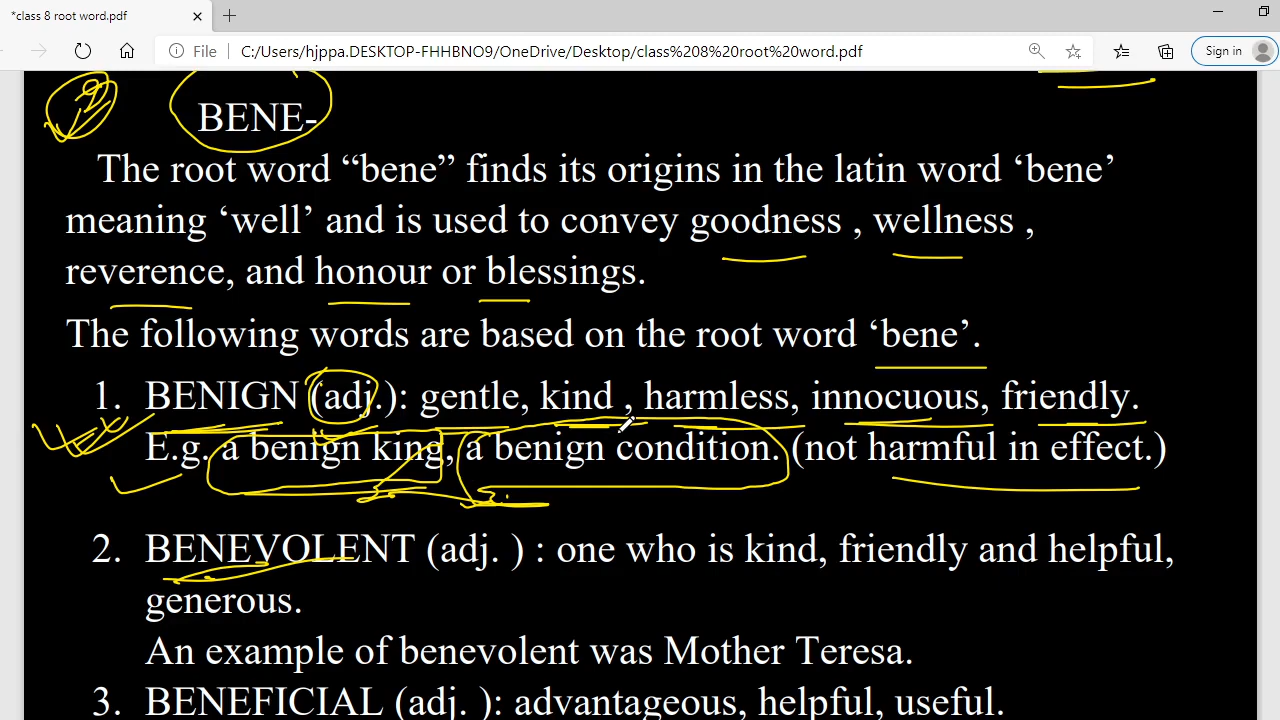 *class 8 root word.pdf
File C:/Users/hjppa.DESKTOP-FHHBNO9/OneDrive/Desktop/class%208%20root%20word.pdf
Sign in
BENE-
The root word “bene” finds its origins in the latin word ‘bene’
meaning ‘well’ and is used to convey goodness , wellness ,
reverence, and honour or blessings.
The following words are based on the root word ‘bene’.
1. BENIGN (adj.): gentle, kind , harmless, innocuous, friendly.
E.g. a benign king, a benign condition. (not harmful in effect.)
2. BENEVOLENT (adj. ) : one who is kind, friendly and helpful,
generous.
An example of benevolent was Mother Teresa.
3. BENEFICIAL (adj. ): advantageous, helpful, useful.